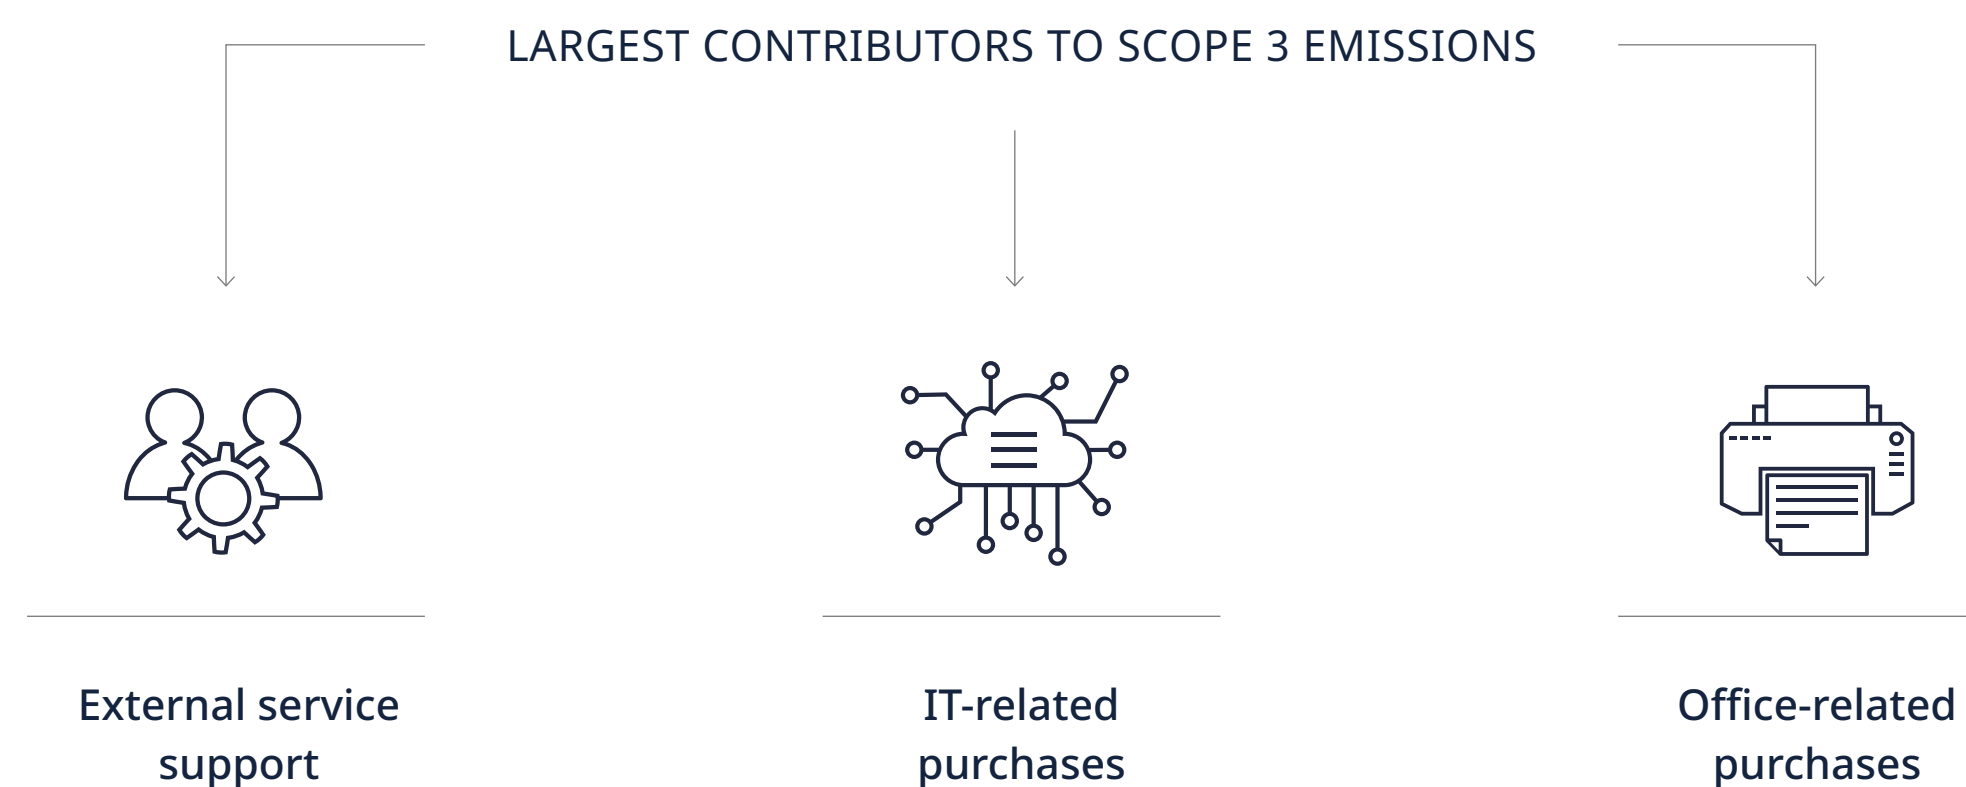 LARGEST CONTRIBUTORS TO SCOPE 3 EMISSIONS
External service
support
IT-related
purchases
Office-related
purchases